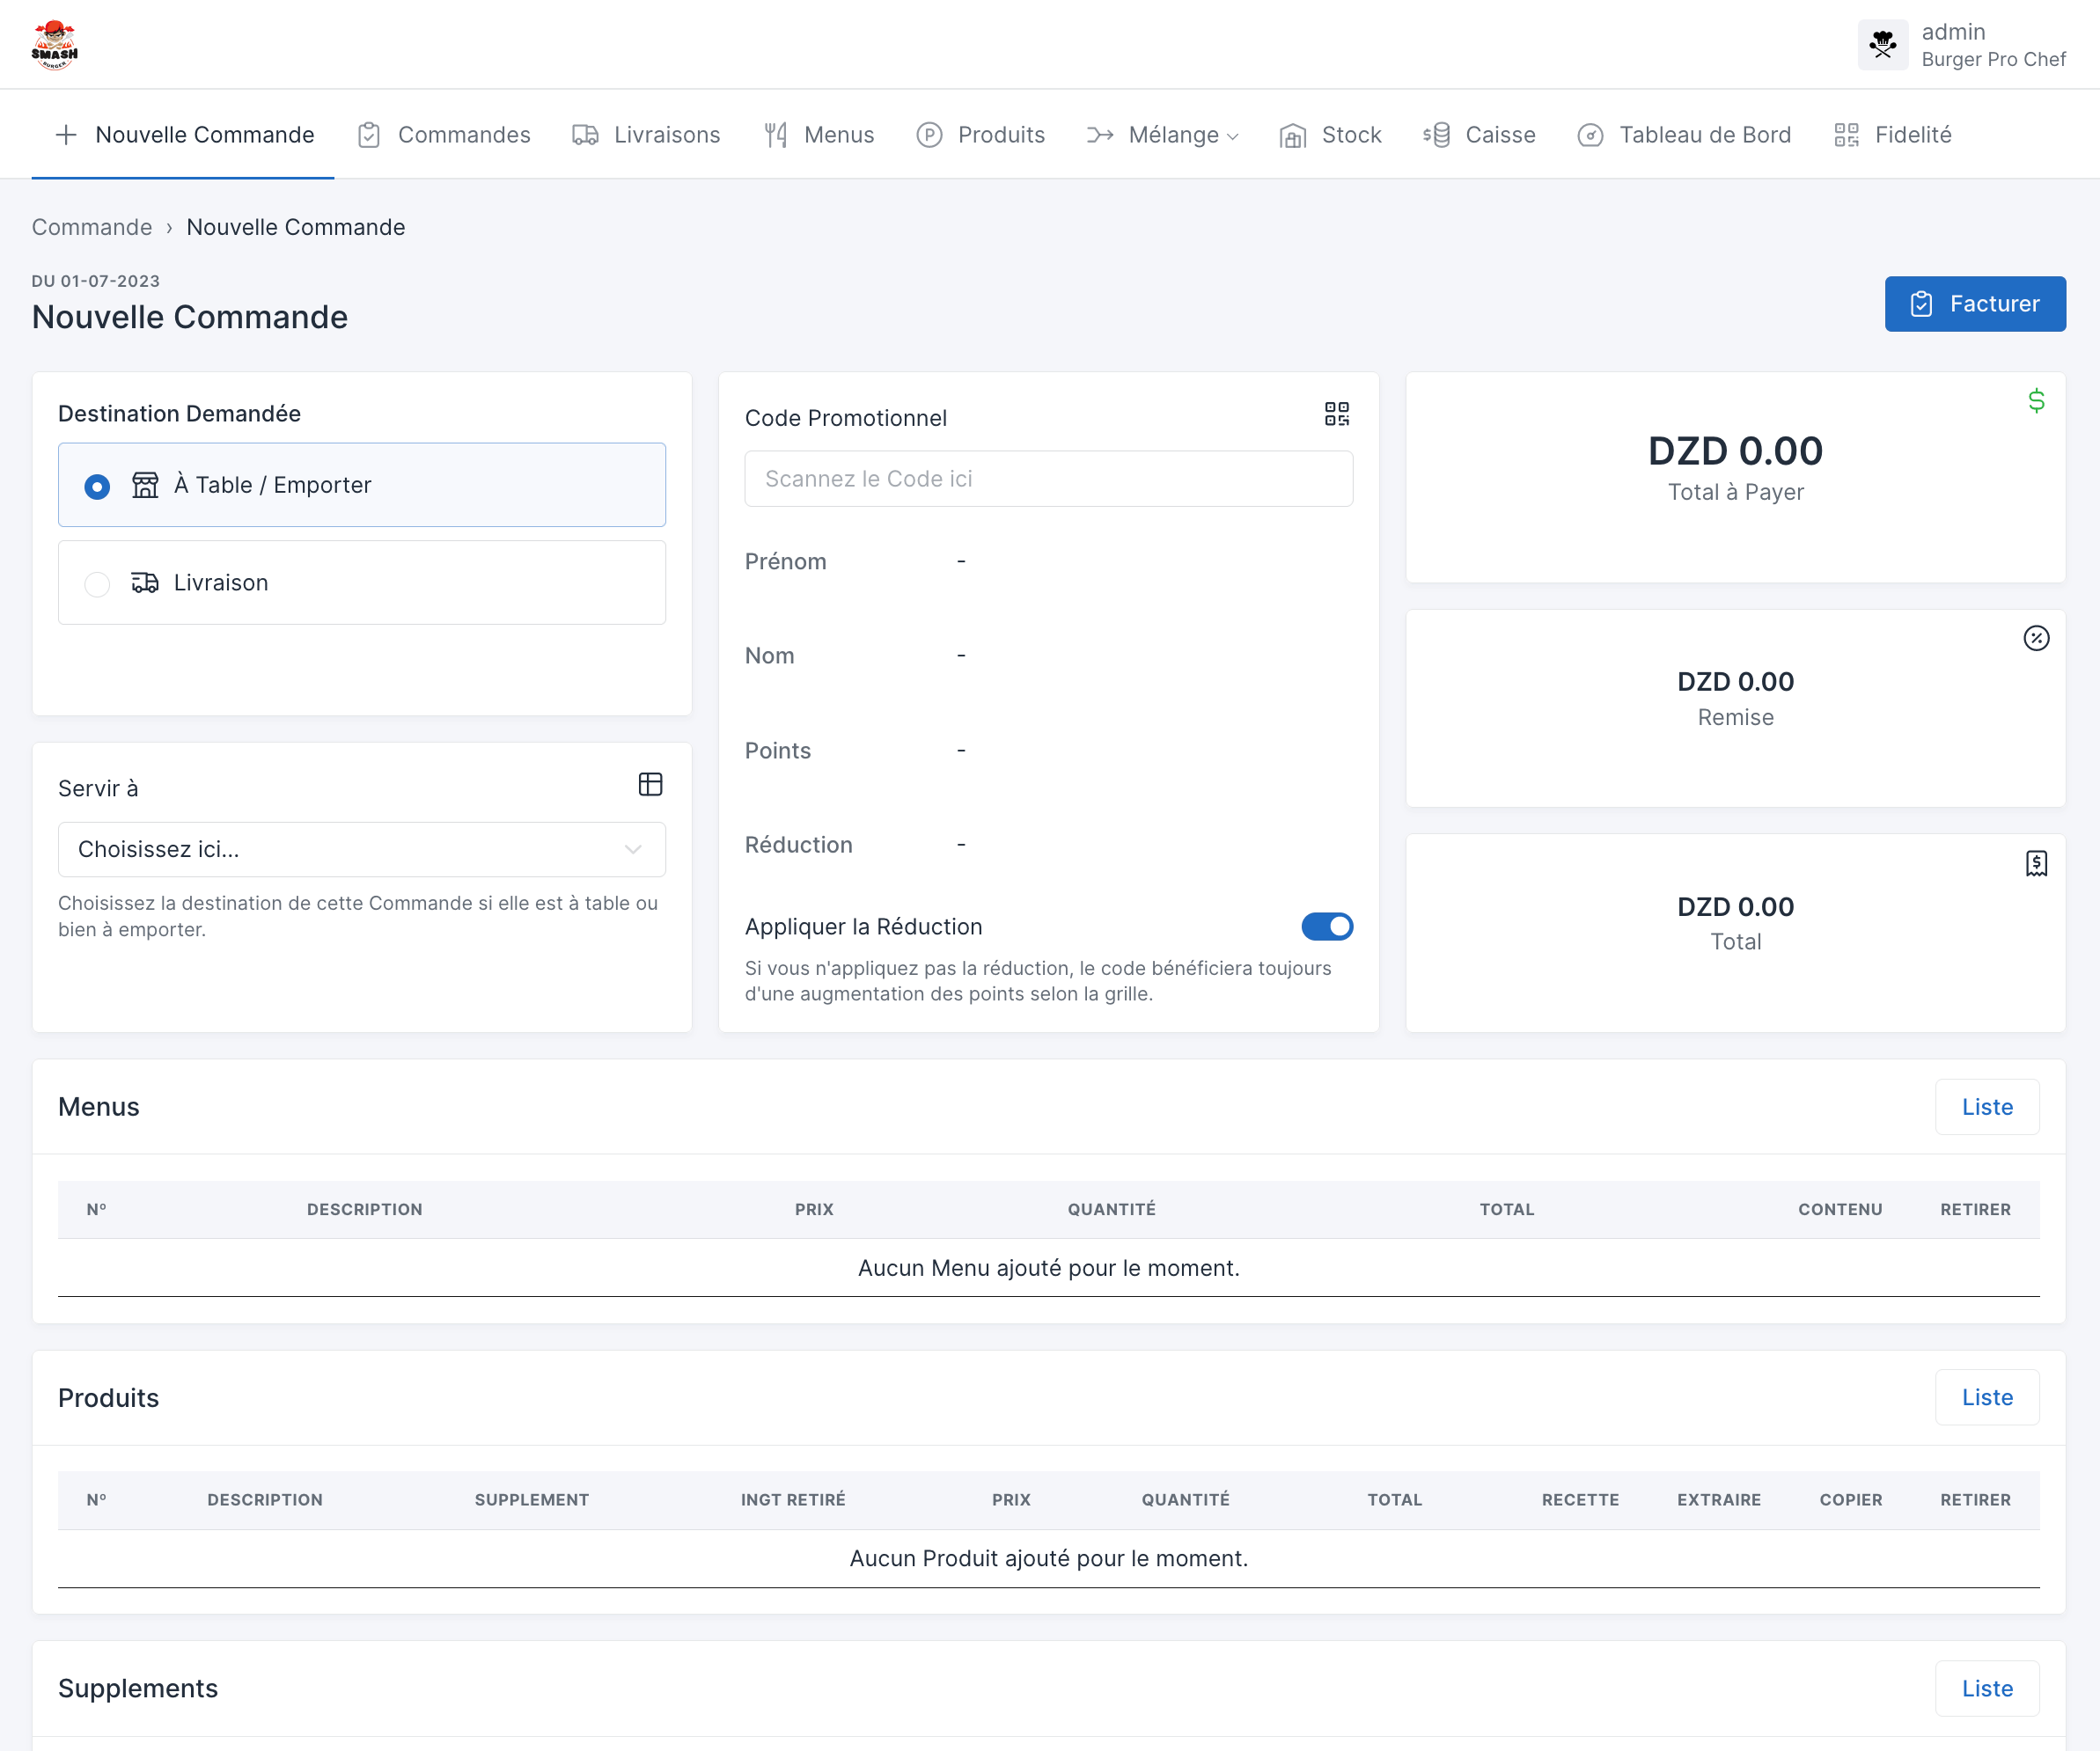 SMASH
BURGER
admin
Burger Pro Chef
Nouvelle Commande
Commandes
Livraisons
Menus
Produits
Mélange
Stock
Caisse
Tableau de Bord
Fidelité
Commande › Nouvelle Commande
DU 01-07-2023
Nouvelle Commande
Facturer
Destination Demandée
À Table / Emporter
Livraison
Servir à
Choisissez ici...
Choisissez la destination de cette Commande si elle est à table ou
bien à emporter.
Code Promotionnel
Scannez le Code ici
Prénom -
Nom -
Points -
Réduction -
Appliquer la Réduction
Si vous n'appliquez pas la réduction, le code bénéficiera toujours
d'une augmentation des points selon la grille.
DZD 0.00
Total à Payer
DZD 0.00
Remise
DZD 0.00
Total
Menus
Liste
Nº DESCRIPTION PRIX QUANTITÉ TOTAL CONTENU RETIRER
Aucun Menu ajouté pour le moment.
Produits
Liste
Nº DESCRIPTION SUPPLEMENT INGT RETIRÉ PRIX QUANTITÉ TOTAL RECETTE EXTRAIRE COPIER RETIRER
Aucun Produit ajouté pour le moment.
Supplements
Liste